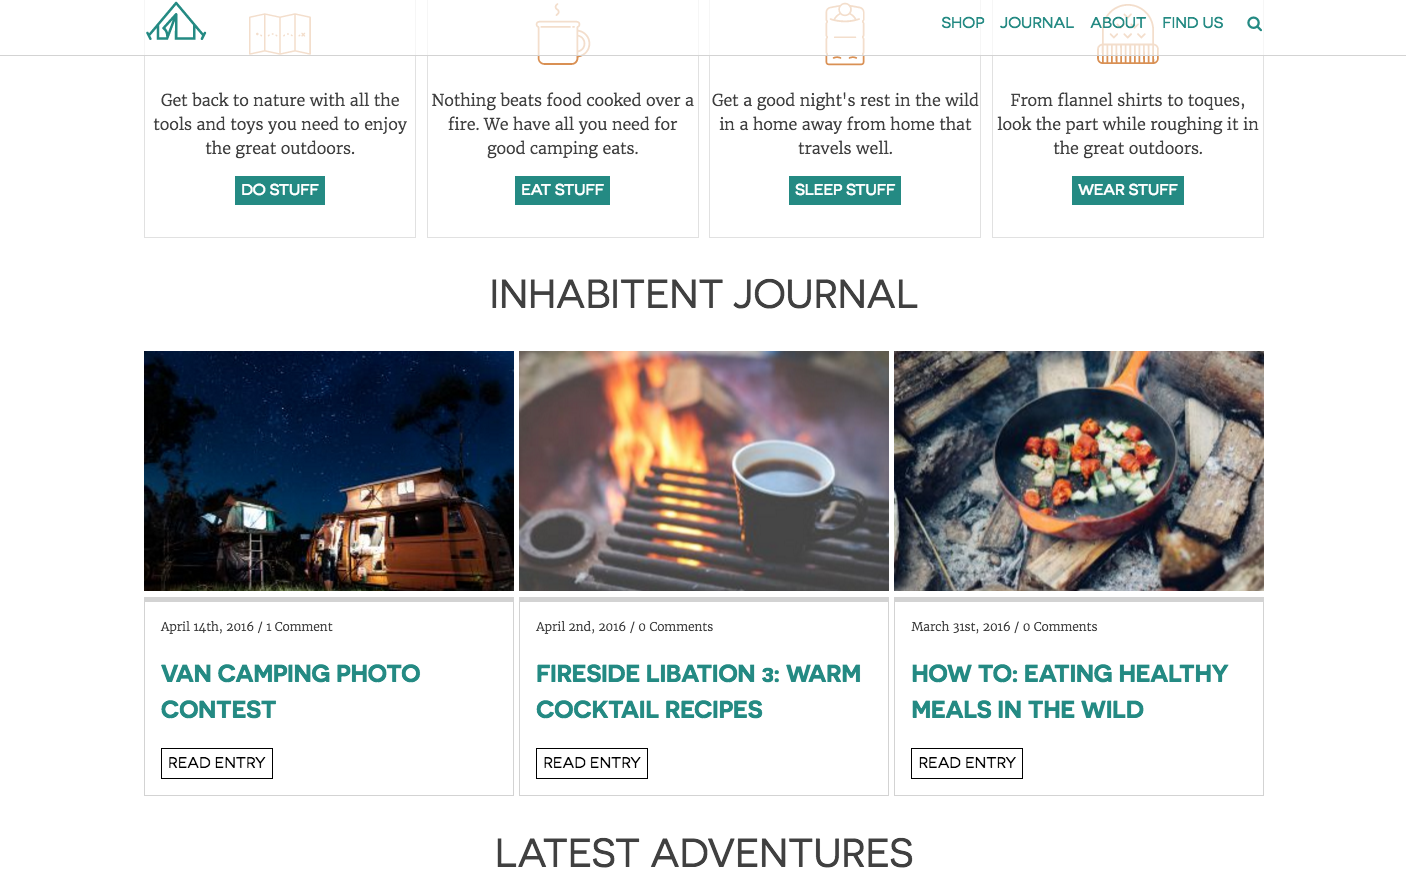 SHOP JOURNAL ABOUT FIND US
Get back to nature with all the
tools and toys you need to enjoy
the great outdoors.
DO STUFF
Nothing beats food cooked over a
fire. We have all you need for
good camping eats.
EAT STUFF
Get a good night's rest in the wild
in a home away from home that
travels well.
SLEEP STUFF
From flannel shirts to toques,
look the part while roughing it in
the great outdoors.
WEAR STUFF
INHABITENT JOURNAL
April 14th, 2016 / 1 Comment
VAN CAMPING PHOTO
CONTEST
READ ENTRY
April 2nd, 2016 / 0 Comments
FIRESIDE LIBATION 3: WARM
COCKTAIL RECIPES
READ ENTRY
March 31st, 2016 / 0 Comments
HOW TO: EATING HEALTHY
MEALS IN THE WILD
READ ENTRY
LATEST ADVENTURES